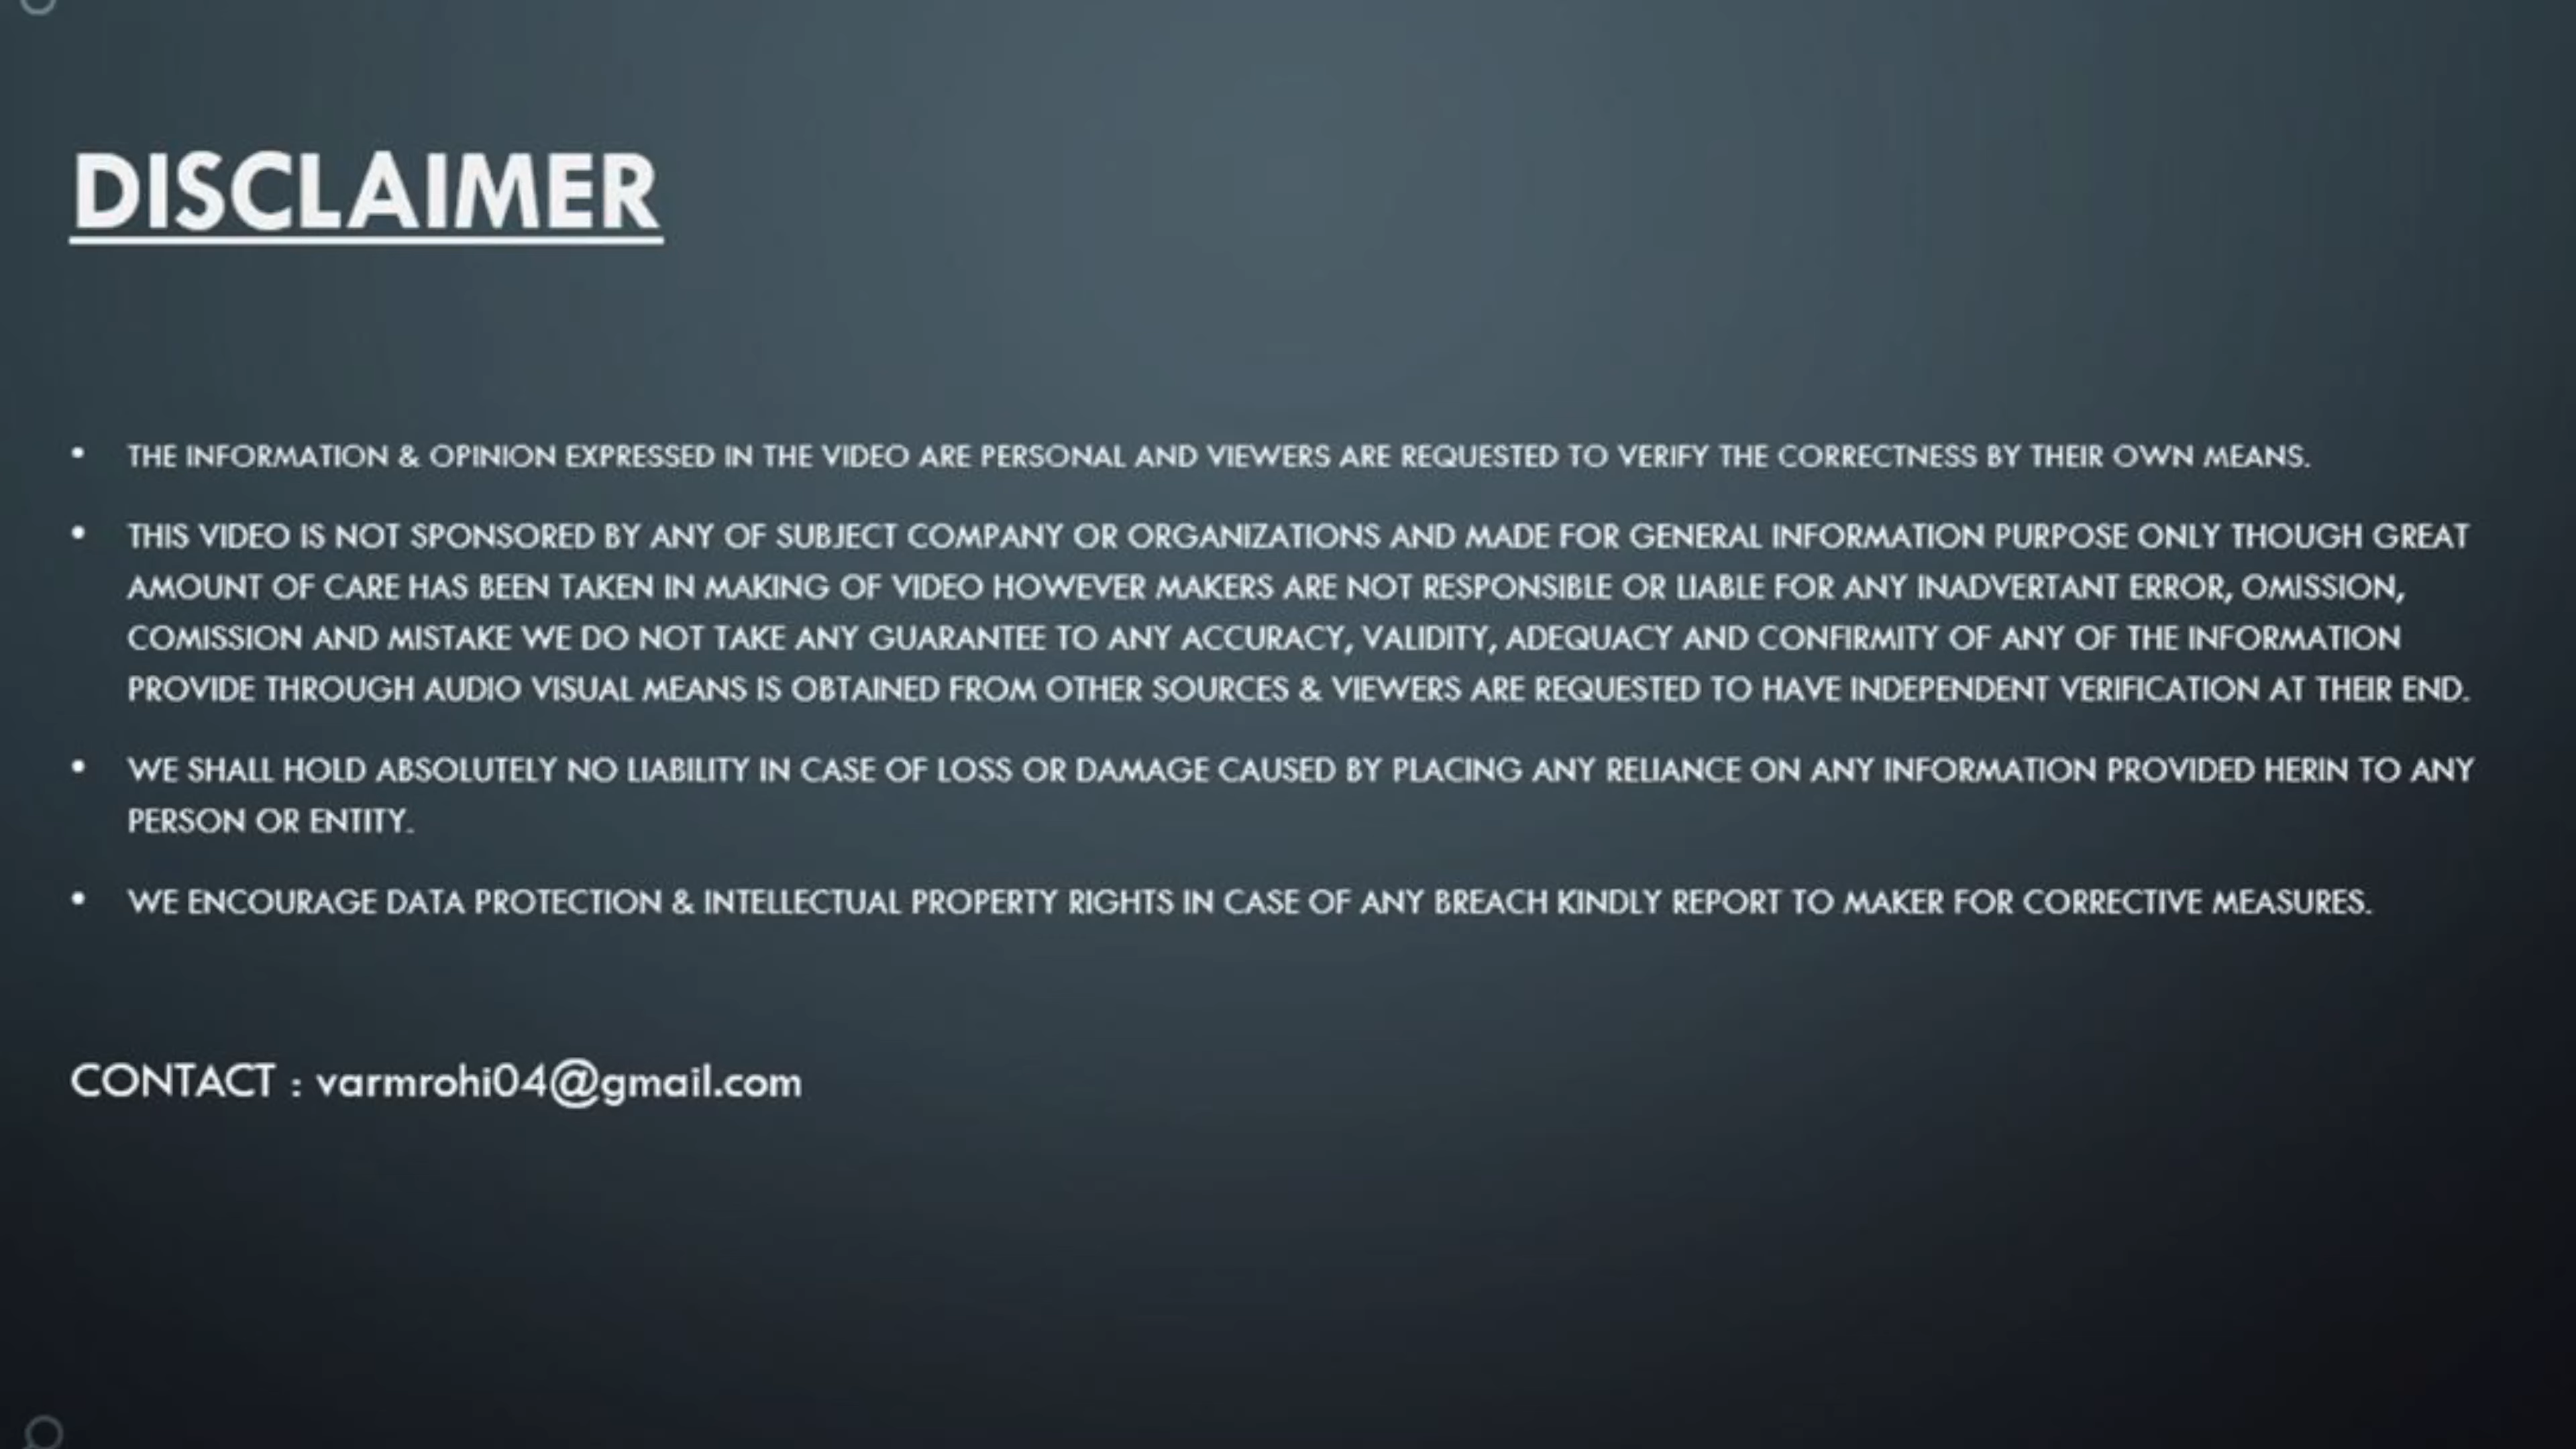 DISCLAIMER
• THE INFORMATION & OPINION EXPRESSED IN THE VIDEO ARE PERSONAL AND VIEWERS ARE REQUESTED TO VERIFY THE CORRECTNESS BY THEIR OWN MEANS.
• THIS VIDEO IS NOT SPONSORED BY ANY OF SUBJECT COMPANY OR ORGANIZATIONS AND MADE FOR GENERAL INFORMATION PURPOSE ONLY THOUGH GREAT
AMOUNT OF CARE HAS BEEN TAKEN IN MAKING OF VIDEO HOWEVER MAKERS ARE NOT RESPONSIBLE OR LIABLE FOR ANY INADVERTANT ERROR, OMISSION,
COMISSION AND MISTAKE WE DO NOT TAKE ANY GUARANTEE TO ANY ACCURACY, VALIDITY, ADEQUACY AND CONFIRMITY OF ANY OF THE INFORMATION
PROVIDE THROUGH AUDIO VISUAL MEANS IS OBTAINED FROM OTHER SOURCES & VIEWERS ARE REQUESTED TO HAVE INDEPENDENT VERIFICATION AT THEIR END.
• WE SHALL HOLD ABSOLUTELY NO LIABILITY IN CASE OF LOSS OR DAMAGE CAUSED BY PLACING ANY RELIANCE ON ANY INFORMATION PROVIDED HERIN TO ANY
PERSON OR ENTITY.
• WE ENCOURAGE DATA PROTECTION & INTELLECTUAL PROPERTY RIGHTS IN CASE OF ANY BREACH KINDLY REPORT TO MAKER FOR CORRECTIVE MEASURES.
CONTACT : varmrohi04@gmail.com